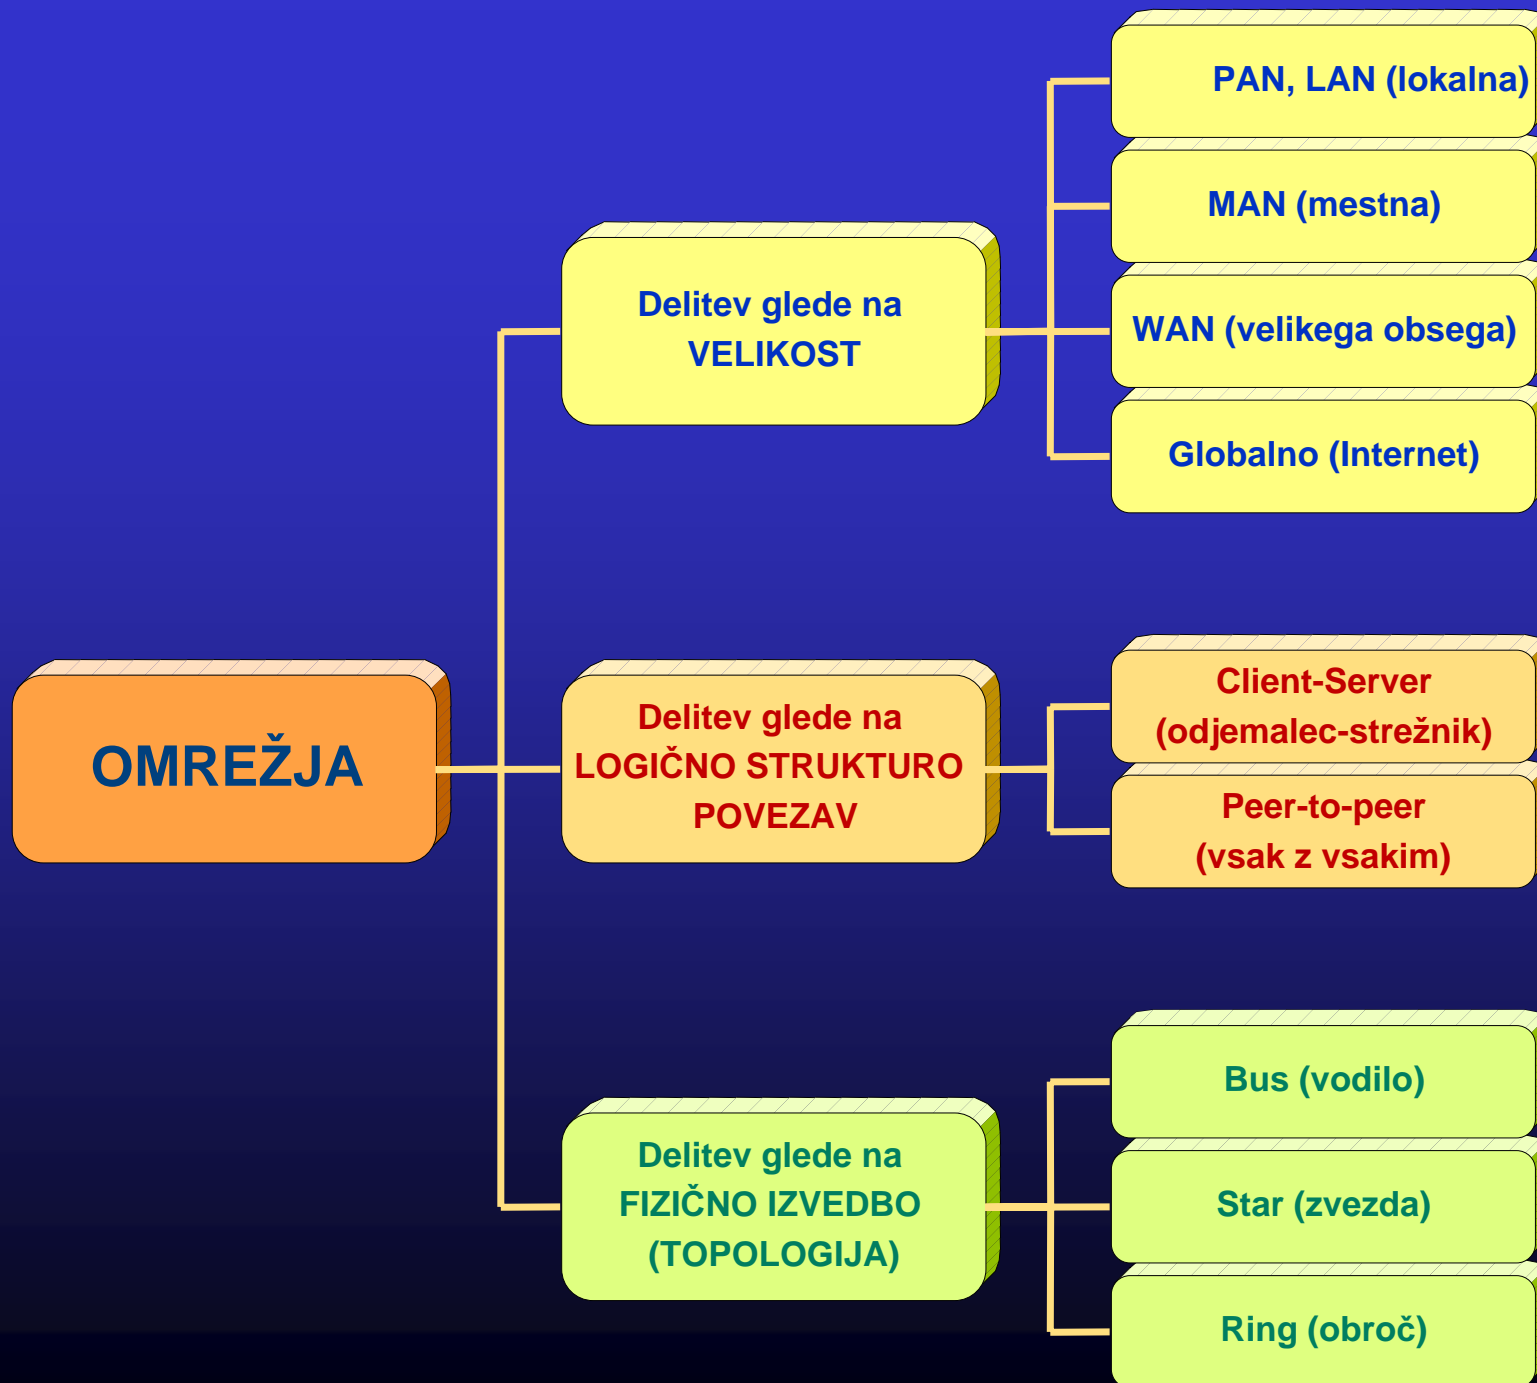 OMREŽJA
Delitev glede na
VELIKOST
PAN, LAN (lokalna)
MAN (mestna)
WAN (velikega obsega)
Globalno (Internet)
Delitev glede na
LOGIČNO STRUKTURO
POVEZAV
Client-Server
(odjemalec-strežnik)
Peer-to-peer
(vsak z vsakim)
Delitev glede na
FIZIČNO IZVEDBO
(TOPOLOGIJA)
Bus (vodilo)
Star (zvezda)
Ring (obroč)